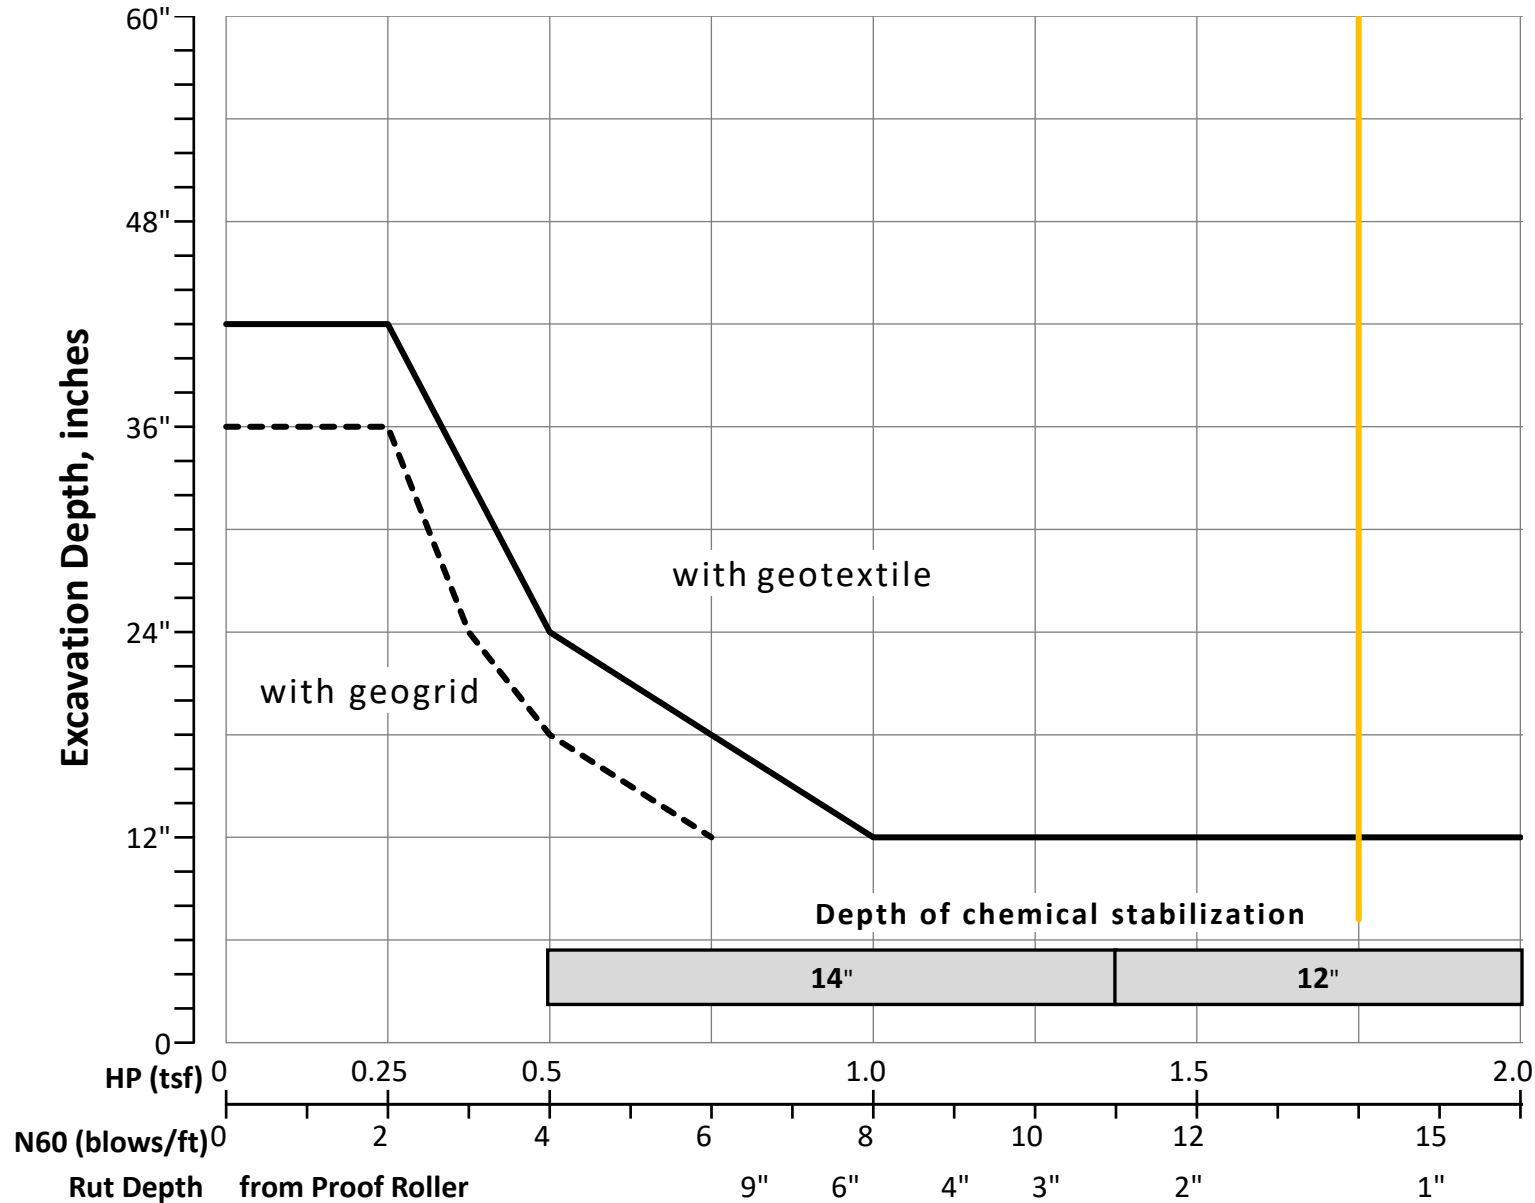 60"
48"
36"
24"
12"
0
Excavation Depth, inches
with geotextile
with geogrid
Depth of chemical stabilization
14" 12"
HP (tsf) 0 0.25 0.5 1.0 1.5 2.0
N60 (blows/ft) 0 2 4 6 8 10 12 15
Rut Depth from Proof Roller 9" 6" 4" 3" 2" 1"